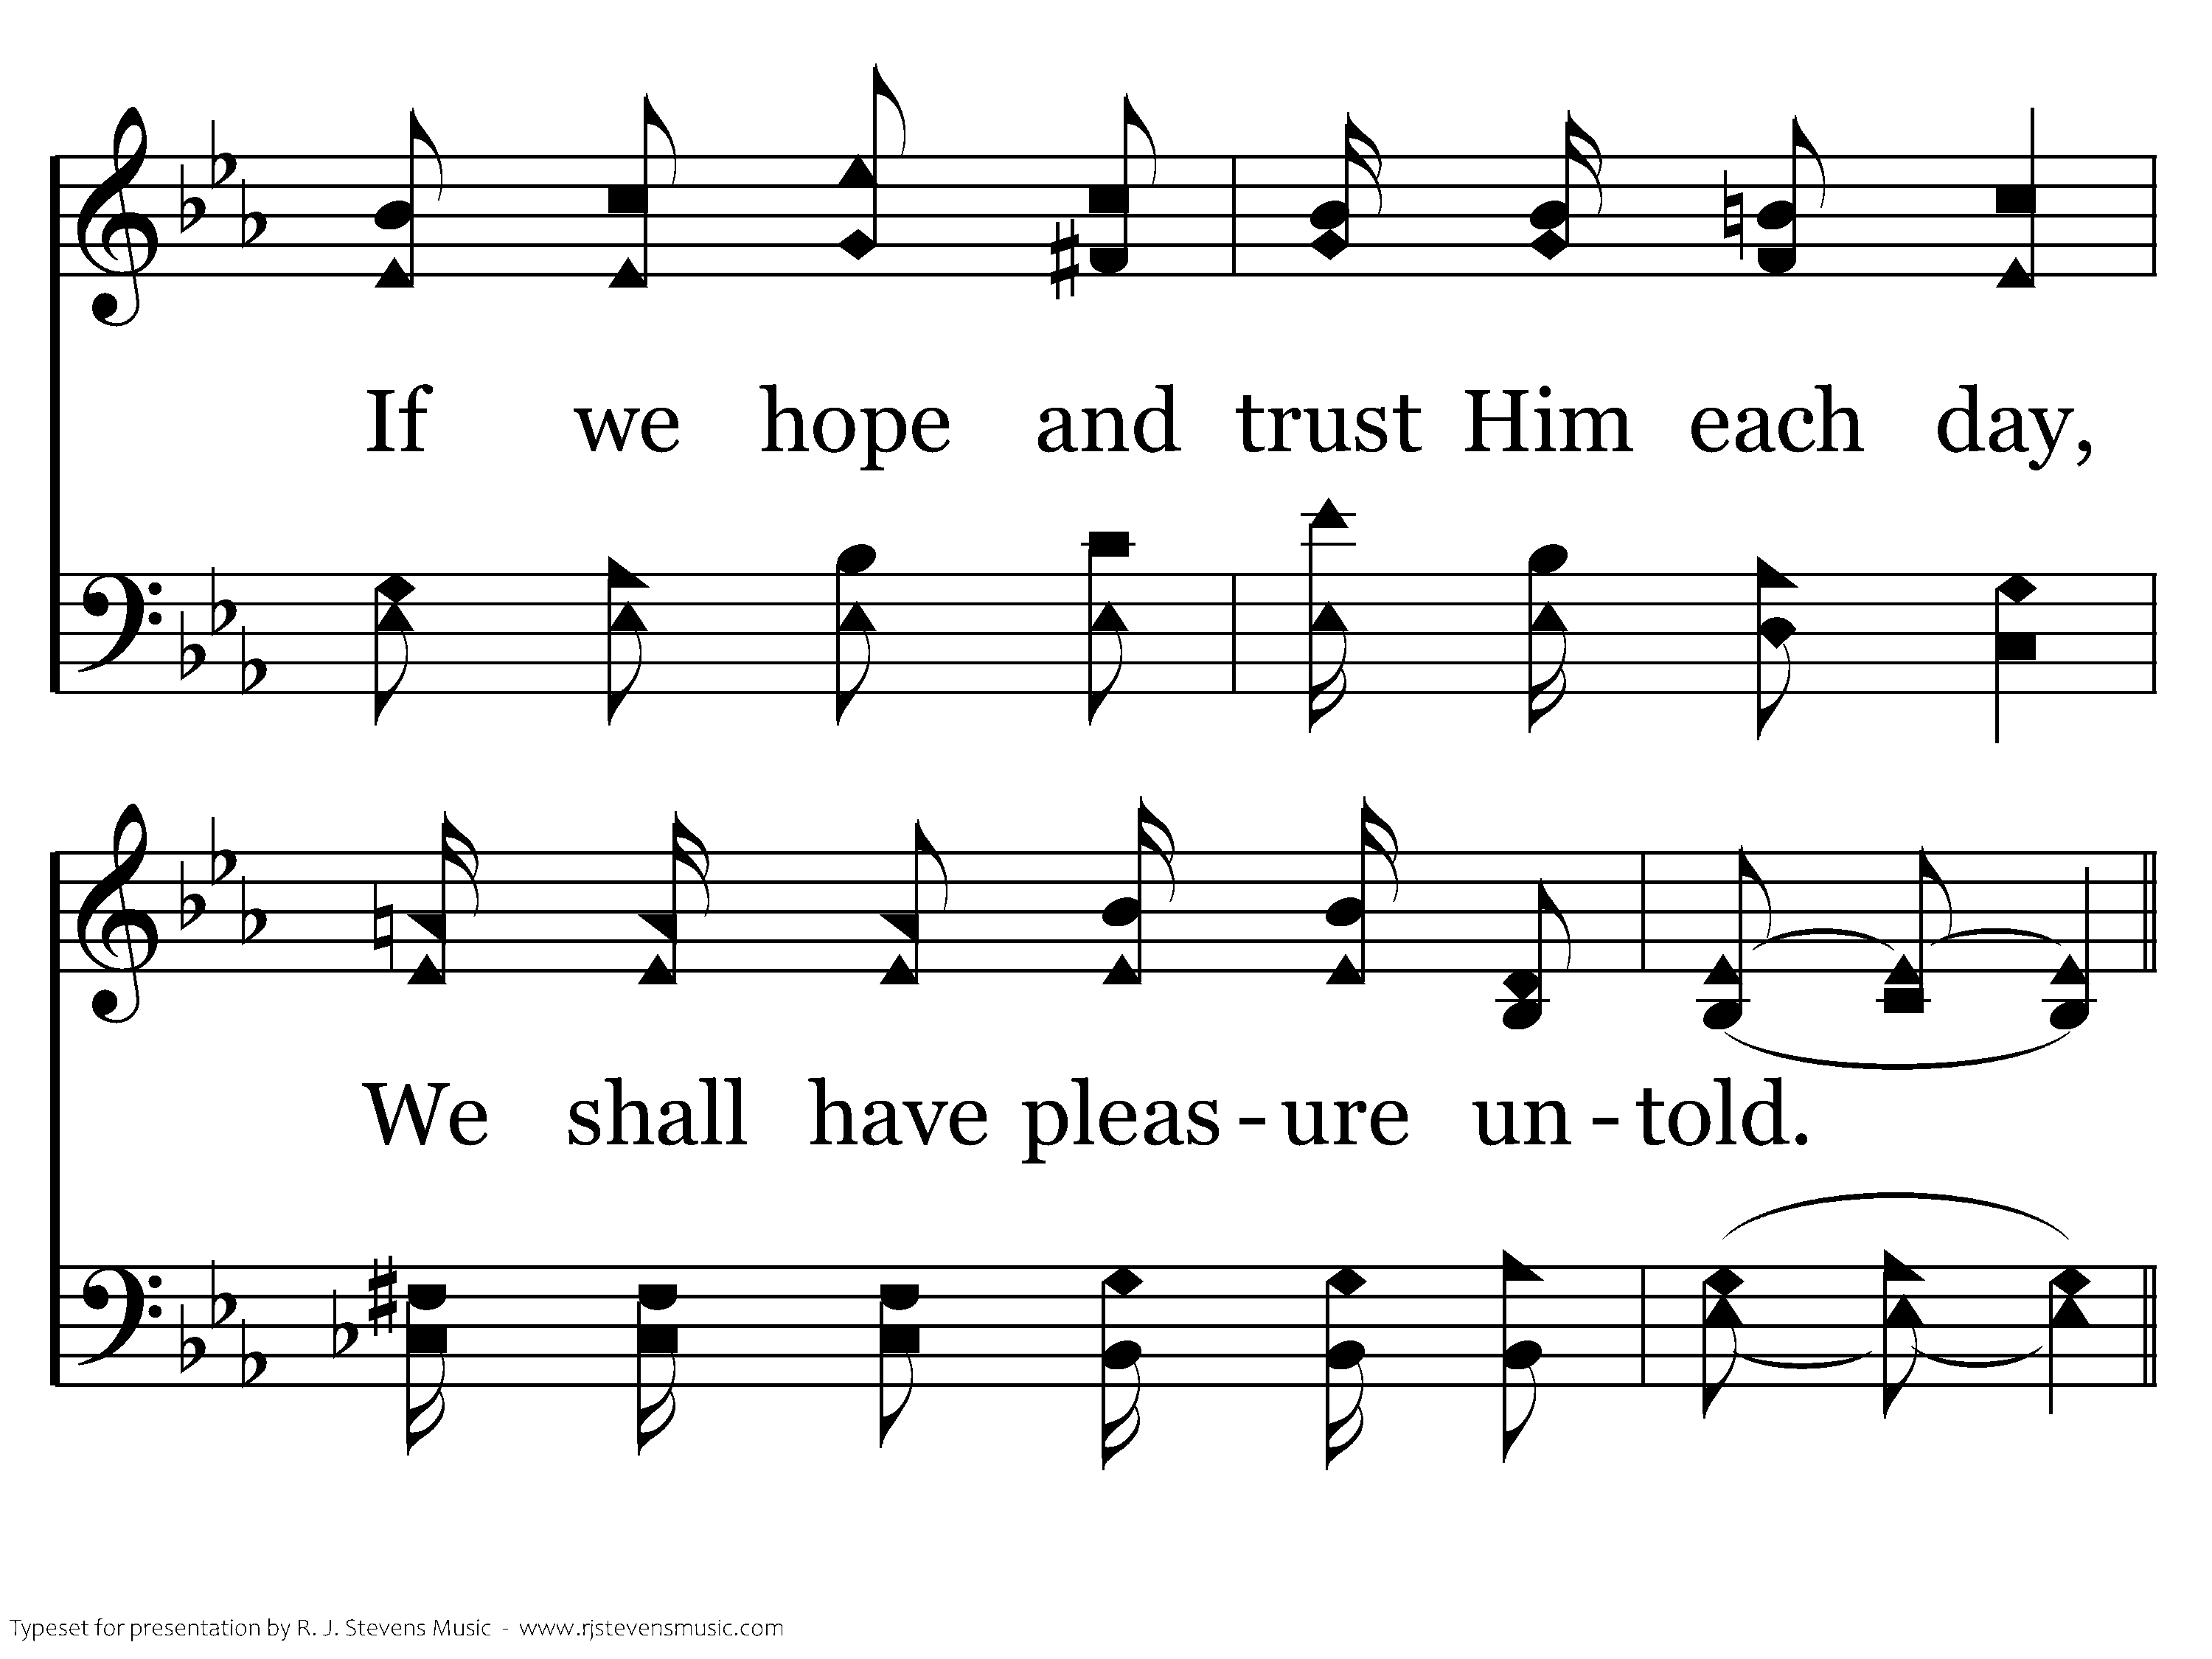 If we hope and trust Him each day,
We shall have pleas - ure un - told.
Typeset for presentation by R. J. Stevens Music - www.rjstevensmusic.com